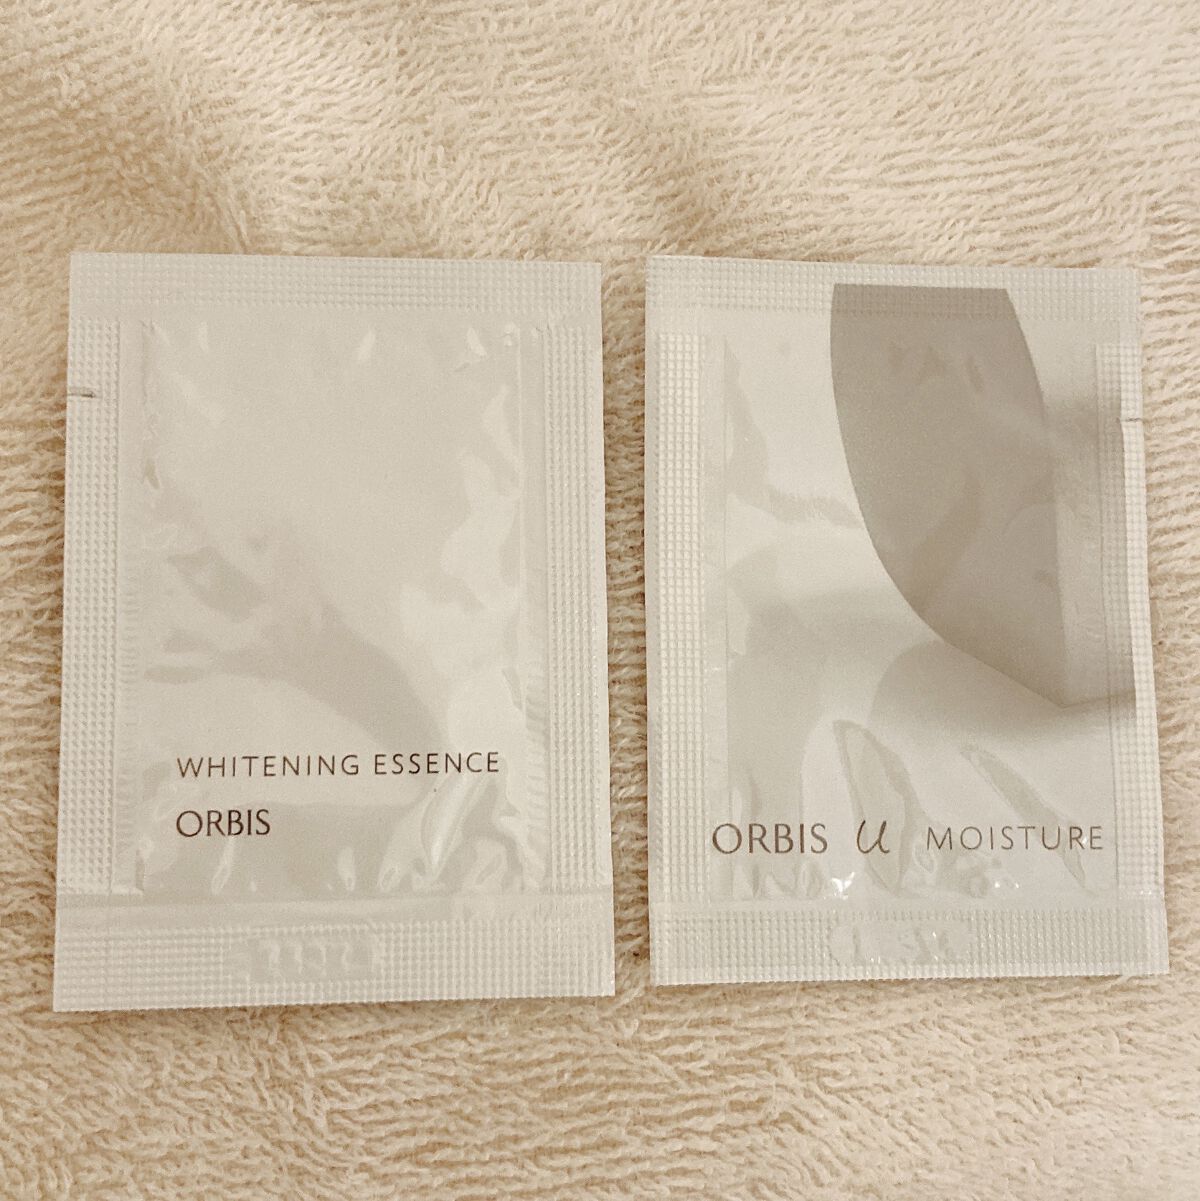 WHITENING ESSENCE
ORBIS
ORBIS u MOISTURE